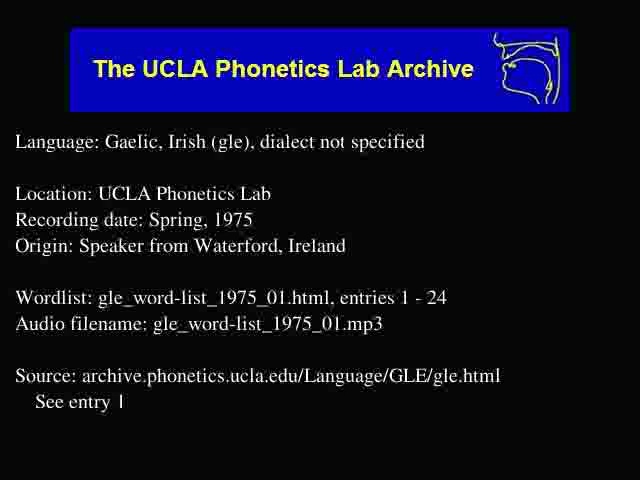 The UCLA Phonetics Lab Archive
Language: Gaelic, Irish (gle), dialect not specified
Location: UCLA Phonetics Lab
Recording date: Spring, 1975
Origin: Speaker from Waterford, Ireland
Wordlist: gle_word-list_1975_01.html, entries 1 - 24
Audio filename: gle_word-list_1975_01.mp3
Source: archive.phonetics.ucla.edu/Language/GLE/gle.html
See entry 1